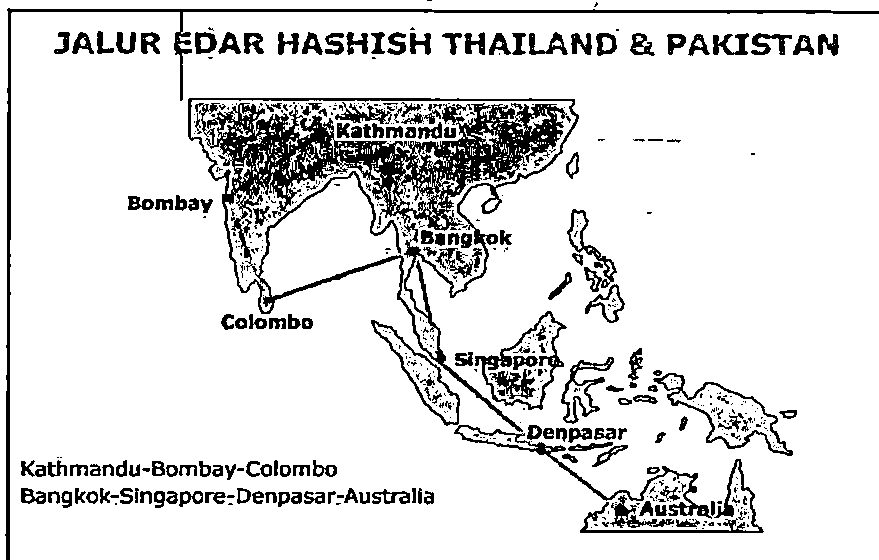 JALUR EDAR HASHISH THAILAND & PAKISTAN
Kathmandu
Bombay
Bangkok
Colombo
Singapore
Denpasar
Kathmandu-Bombay-Colombo
Bangkok-Singapore-Denpasar-Australia
Australia